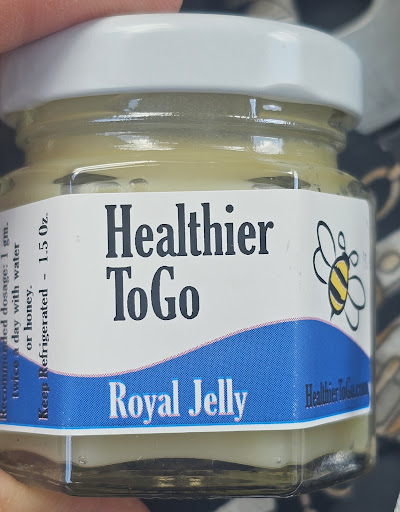 Healthier
ToGo
Royal Jelly
HealthierToGo.com
Recommended dosage: 1 gm.
twice a day with water
or honey.
Keep Refrigerated - 1.5 Oz.